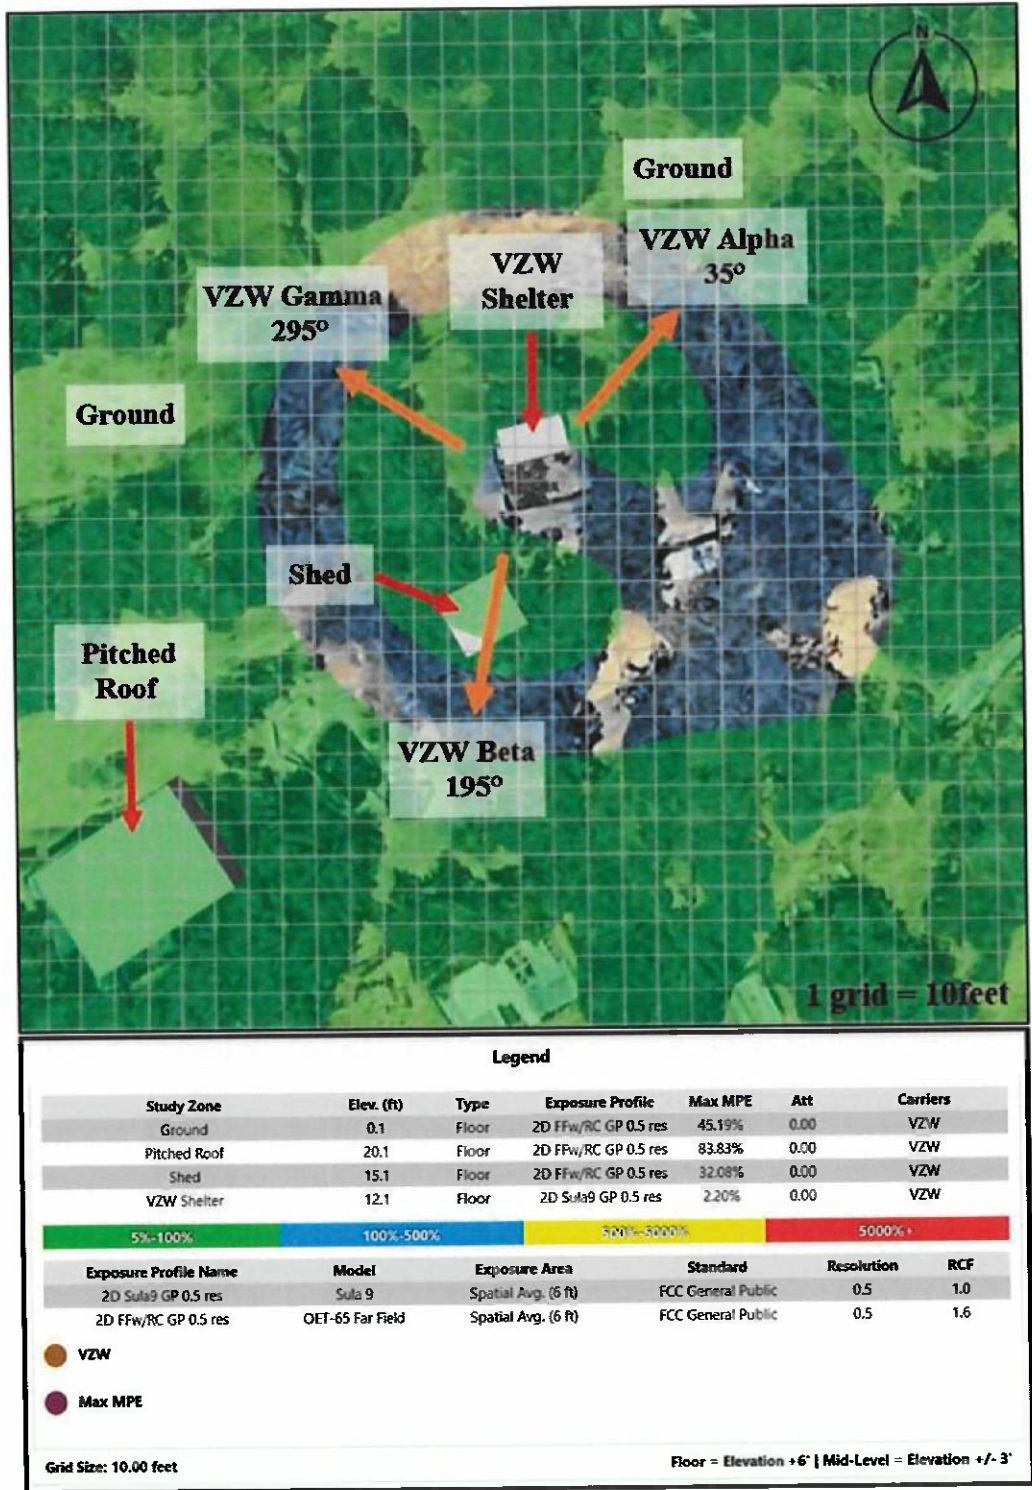 N
Ground
VZW Alpha
35°
VZW
Shelter
VZW Gamma
295°
Ground
Shed
Pitched
Roof
VZW Beta
195°
1 grid = 10feet
Legend
Study Zone Elev. (ft) Type Exposure Profile Max MPE Att Carriers
Ground 0.1 Floor 2D FFw/RC GP 0.5 res 45.19% 0.00 VZW
Pitched Roof 20.1 Floor 2D FFw/RC GP 0.5 res 83.83% 0.00 VZW
Shed 15.1 Floor 2D FFw/RC GP 0.5 res 32.08% 0.00 VZW
VZW Shelter 12.1 Floor 2D Sula9 GP 0.5 res 2.20% 0.00 VZW
5%-100% 100%-500% 500%-5000% 5000%+
Exposure Profile Name Model Exposure Area Standard Resolution RCF
2D Sula9 GP 0.5 res Sula 9 Spatial Avg. (6 ft) FCC General Public 0.5 1.0
2D FFw/RC GP 0.5 res OET-65 Far Field Spatial Avg. (6 ft) FCC General Public 0.5 1.6
VZW
Max MPE
Grid Size: 10.00 feet Floor = Elevation +6' | Mid-Level = Elevation +/- 3'